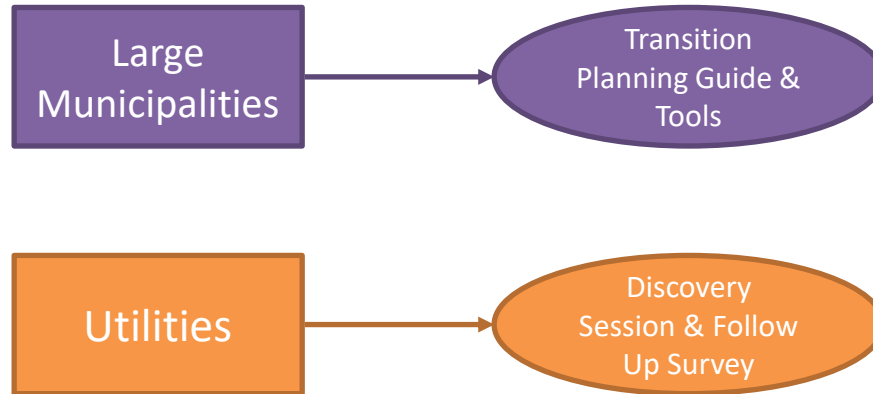 Large
Municipalities
Transition
Planning Guide &
Tools
Utilities
Discovery
Session & Follow
Up Survey